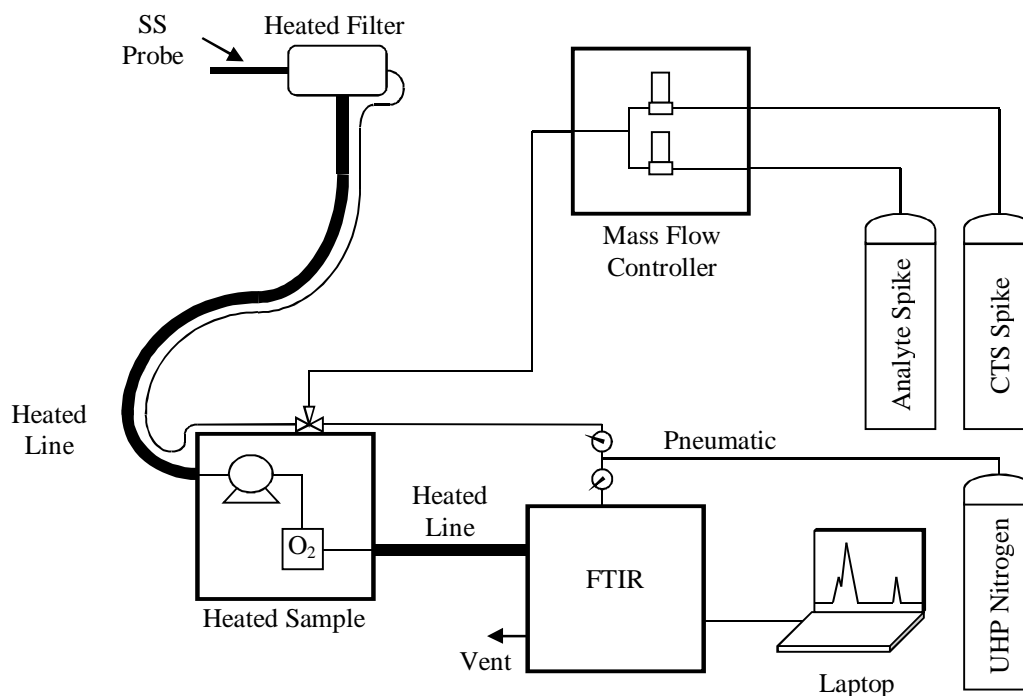 SS
Probe
Heated Filter
Mass Flow
Controller
Analyte Spike
CTS Spike
Heated
Line
Pneumatic
Heated
Line
O₂
FTIR
Heated Sample
Vent
Laptop
UHP Nitrogen